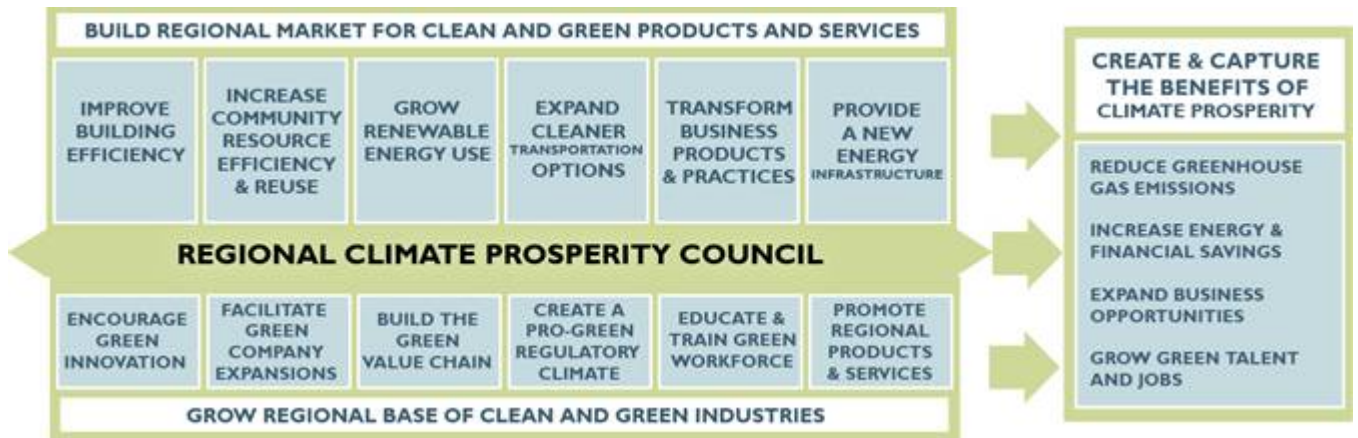 BUILD REGIONAL MARKET FOR CLEAN AND GREEN PRODUCTS AND SERVICES
IMPROVE
BUILDING
EFFICIENCY
INCREASE
COMMUNITY
RESOURCE
EFFICIENCY
& REUSE
GROW
RENEWABLE
ENERGY USE
EXPAND
CLEANER
TRANSPORTATION
OPTIONS
TRANSFORM
BUSINESS
PRODUCTS
& PRACTICES
PROVIDE
A NEW
ENERGY
INFRASTRUCTURE
REGIONAL CLIMATE PROSPERITY COUNCIL
ENCOURAGE
GREEN
INNOVATION
FACILITATE
GREEN
COMPANY
EXPANSIONS
BUILD THE
GREEN
VALUE CHAIN
CREATE A
PRO-GREEN
REGULATORY
CLIMATE
EDUCATE &
TRAIN GREEN
WORKFORCE
PROMOTE
REGIONAL
PRODUCTS
& SERVICES
GROW REGIONAL BASE OF CLEAN AND GREEN INDUSTRIES
CREATE & CAPTURE
THE BENEFITS OF
CLIMATE PROSPERITY
REDUCE GREENHOUSE
GAS EMISSIONS
INCREASE ENERGY &
FINANCIAL SAVINGS
EXPAND BUSINESS
OPPORTUNITIES
GROW GREEN TALENT
AND JOBS